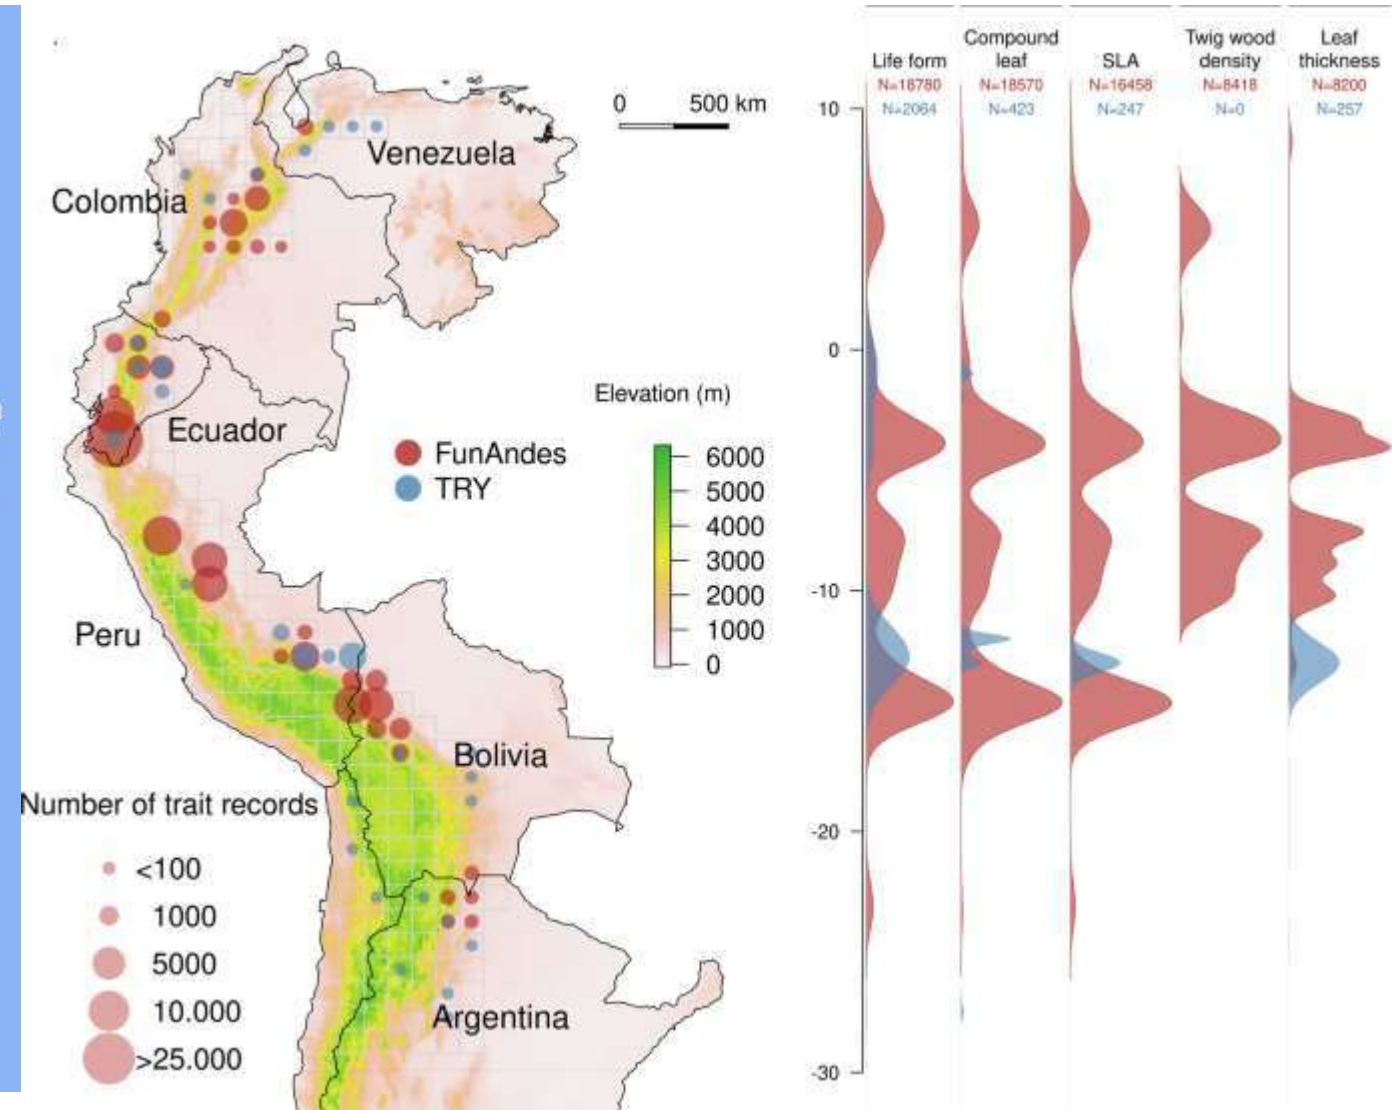 Venezuela
Colombia
Ecuador
Peru
Bolivia
Argentina
0 500 km
Elevation (m)
6000
5000
4000
3000
2000
1000
0
FunAndes
TRY
Number of trait records
<100
1000
5000
10.000
>25.000
Life form
N=18780
N=2064
Compound
leaf
N=18570
N=423
SLA
N=16458
N=247
Twig wood
density
N=8418
N=0
Leaf
thickness
N=8200
N=257
10
0
-10
-20
-30